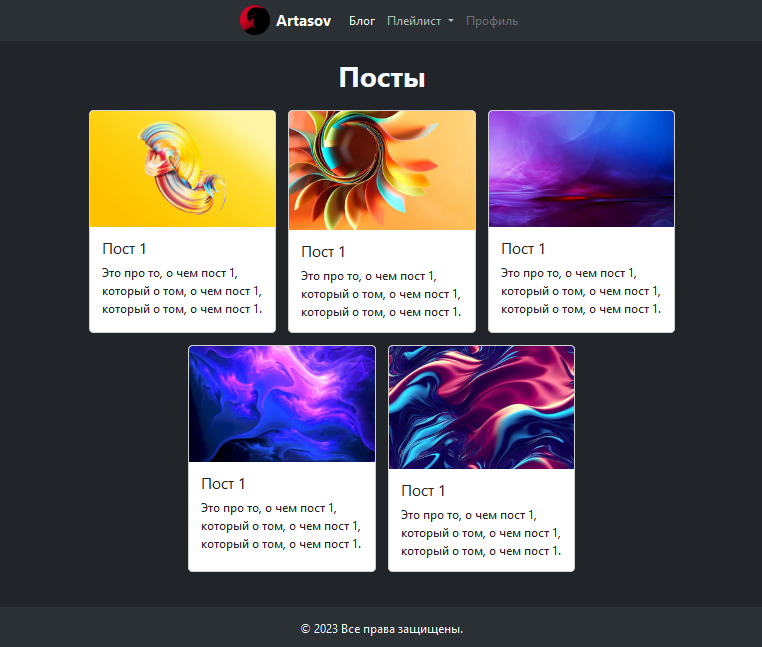 Artasov Блог Плейлист Профиль
Посты
Пост 1
Это про то, о чем пост 1,
который о том, о чем пост 1,
который о том, о чем пост 1.
Пост 1
Это про то, о чем пост 1,
который о том, о чем пост 1,
который о том, о чем пост 1.
Пост 1
Это про то, о чем пост 1,
который о том, о чем пост 1,
который о том, о чем пост 1.
Пост 1
Это про то, о чем пост 1,
который о том, о чем пост 1,
который о том, о чем пост 1.
Пост 1
Это про то, о чем пост 1,
который о том, о чем пост 1,
который о том, о чем пост 1.
© 2023 Все права защищены.